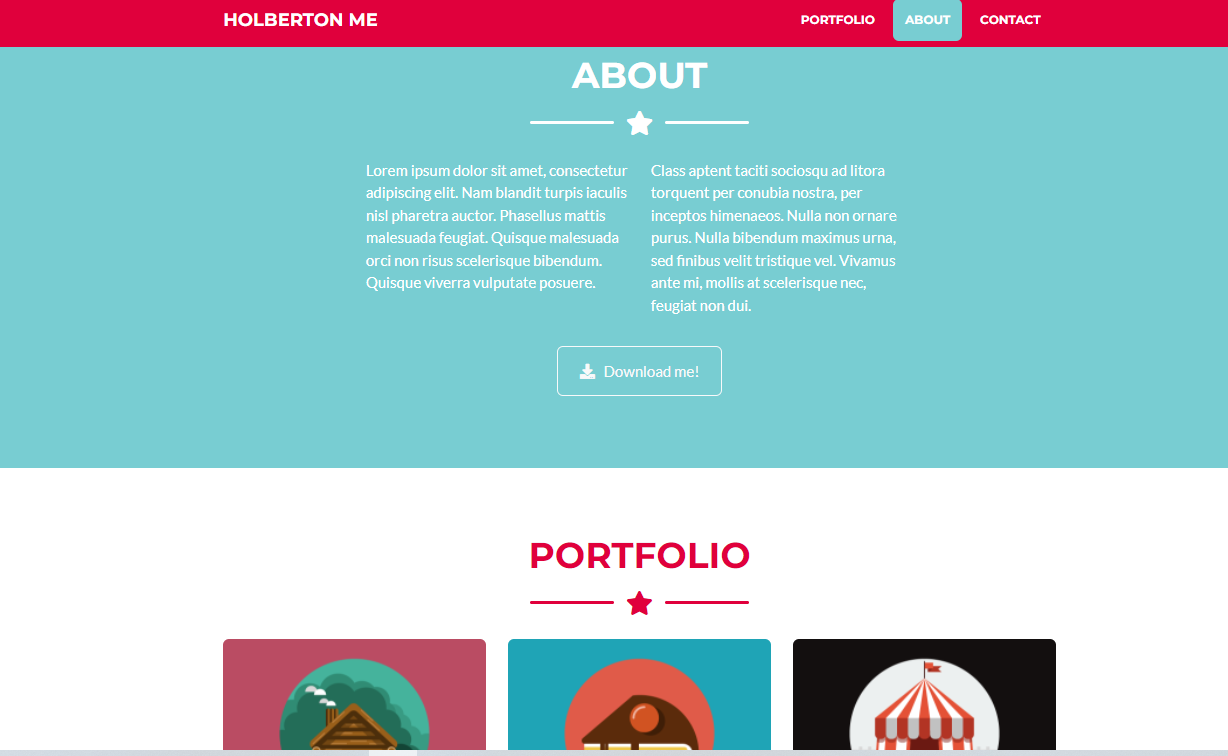 HOLBERTON ME
PORTFOLIO
ABOUT
CONTACT
ABOUT
Lorem ipsum dolor sit amet, consectetur
adipiscing elit. Nam blandit turpis iaculis
nisl pharetra auctor. Phasellus mattis
malesuada feugiat. Quisque malesuada
orci non risus scelerisque bibendum.
Quisque viverra vulputate posuere.
Class aptent taciti sociosqu ad litora
torquent per conubia nostra, per
inceptos himenaeos. Nulla non ornare
purus. Nulla bibendum maximus urna,
sed finibus velit tristique vel. Vivamus
ante mi, mollis at scelerisque nec,
feugiat non dui.
Download me!
PORTFOLIO